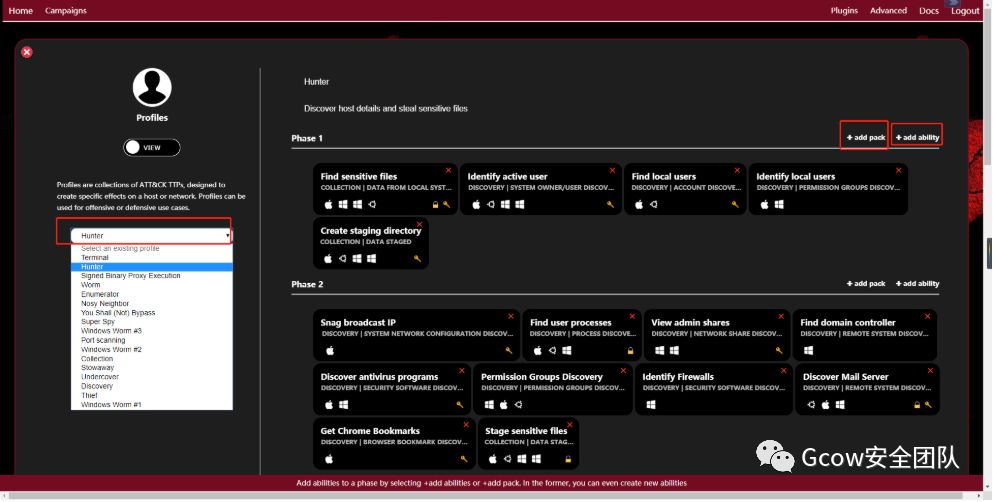 Home Campaigns Plugins Advanced Docs Logout
Profiles
VIEW
Profiles are collections of ATT&CK TTPs, designed to
create specific effects on a host or network. Profiles can be
used for offensive or defensive use cases.
Hunter
Select an existing profile
Terminal
Hunter
Signed Binary Proxy Execution
Worm
Enumerator
Nosy Neighbor
You Shall (Not) Bypass
Super Spy
Windows Worm #3
Port scanning
Windows Worm #2
Collection
Stowaway
Undercover
Discovery
Thief
Windows Worm #1
Hunter
Discover host details and steal sensitive files
Phase 1 + add pack + add ability
Find sensitive files
COLLECTION | DATA FROM LOCAL SYST...
Identify active user
DISCOVERY | SYSTEM OWNER/USER DISCOV...
Find local users
DISCOVERY | ACCOUNT DISCOVE...
Identify local users
DISCOVERY | PERMISSION GROUPS DISCOV...
Create staging directory
COLLECTION | DATA STAGED
Phase 2 + add pack + add ability
Snag broadcast IP
DISCOVERY | SYSTEM NETWORK CONFIGURATION DISCOV...
Find user processes
DISCOVERY | PROCESS DISCOVE...
View admin shares
DISCOVERY | NETWORK SHARE DISCOV...
Find domain controller
DISCOVERY | REMOTE SYSTEM DISCOV...
Discover antivirus programs
DISCOVERY | SECURITY SOFTWARE DISCOV...
Permission Groups Discovery
DISCOVERY | PERMISSION GROUPS DISCOV...
Identify Firewalls
DISCOVERY | SECURITY SOFTWARE DISCOV...
Discover Mail Server
DISCOVERY | REMOTE SYSTEM DISCOV...
Get Chrome Bookmarks
DISCOVERY | BROWSER BOOKMARK DISCOV...
Stage sensitive files
COLLECTION | DATA STAG...
Gcow安全团队
Add abilities to a phase by selecting +add abilities or +add pack. In the former, you can even create new abilities